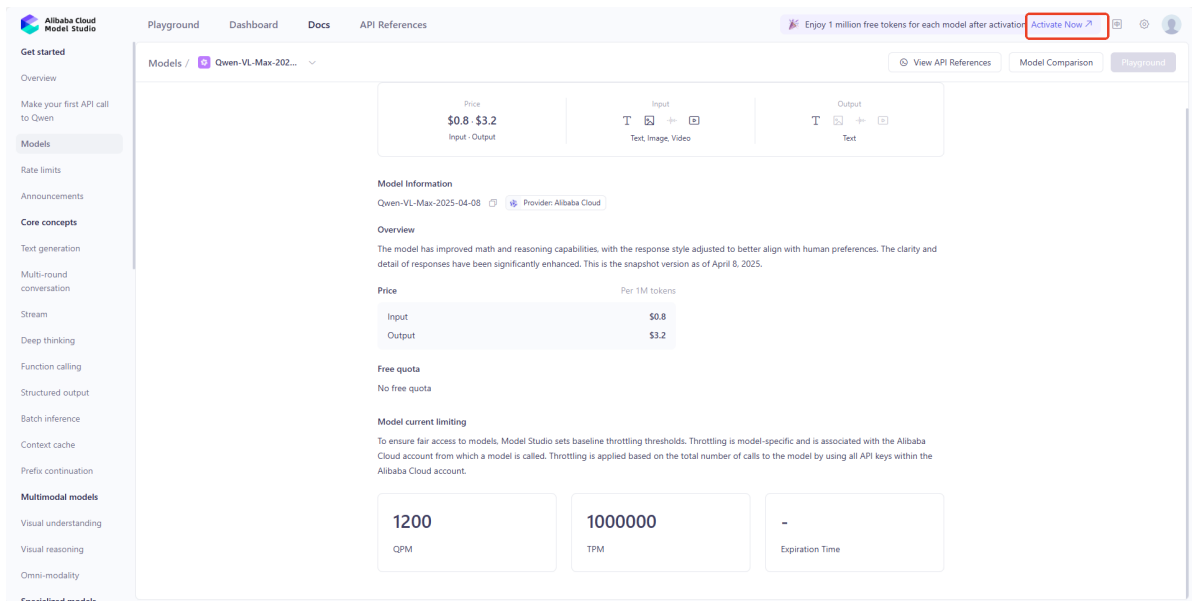 Alibaba Cloud
Model Studio
Playground
Dashboard
Docs
API References
Enjoy 1 million free tokens for each model after activation
Activate Now
Get started
Overview
Make your first API call
to Qwen
Models
Rate limits
Announcements
Core concepts
Text generation
Multi-round
conversation
Stream
Deep thinking
Function calling
Structured output
Batch inference
Context cache
Prefix continuation
Multimodal models
Visual understanding
Visual reasoning
Omni-modality
Specialized models
Models / Qwen-VL-Max-202...
View API References
Model Comparison
Playground
Price
$0.8 - $3.2
Input - Output
Input
Text, Image, Video
Output
Text
Model Information
Qwen-VL-Max-2025-04-08
Provider: Alibaba Cloud
Overview
The model has improved math and reasoning capabilities, with the response style adjusted to better align with human preferences. The clarity and
detail of responses have been significantly enhanced. This is the snapshot version as of April 8, 2025.
Price
Per 1M tokens
Input $0.8
Output $3.2
Free quota
No free quota
Model current limiting
To ensure fair access to models, Model Studio sets baseline throttling thresholds. Throttling is model-specific and is associated with the Alibaba
Cloud account from which a model is called. Throttling is applied based on the total number of calls to the model by using all API keys within the
Alibaba Cloud account.
1200
QPM
1000000
TPM
-
Expiration Time